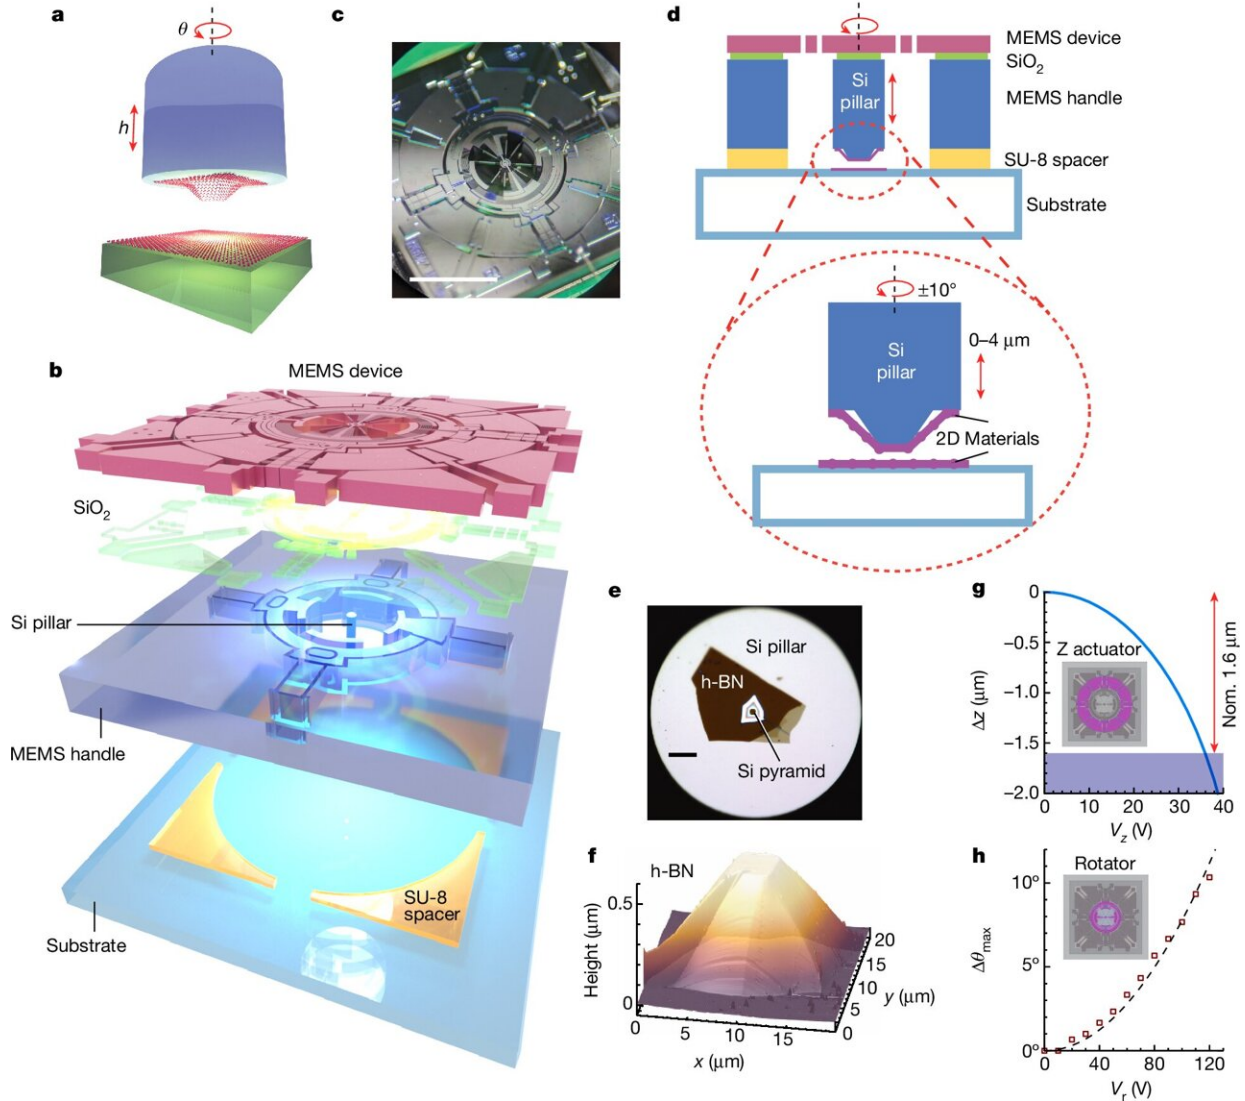 a
θ
h
c
d
MEMS device
SiO2
MEMS handle
Si
pillar
SU-8 spacer
Substrate
±10°
0–4 μm
Si
pillar
2D Materials
b
MEMS device
SiO2
Si pillar
MEMS handle
SU-8
spacer
Substrate
e
Si pillar
h-BN
Si pyramid
f
h-BN
Height (μm)
0.5
0
0
5
10
15
x (μm)
0
5
10
15
20
y (μm)
g
0
−0.5
−1.0
−1.5
−2.0
Δz (μm)
Z actuator
Nom. 1.6 μm
0
10
20
30
40
Vz (V)
h
Rotator
10°
5°
0°
Δθmax
0
40
80
120
Vr (V)